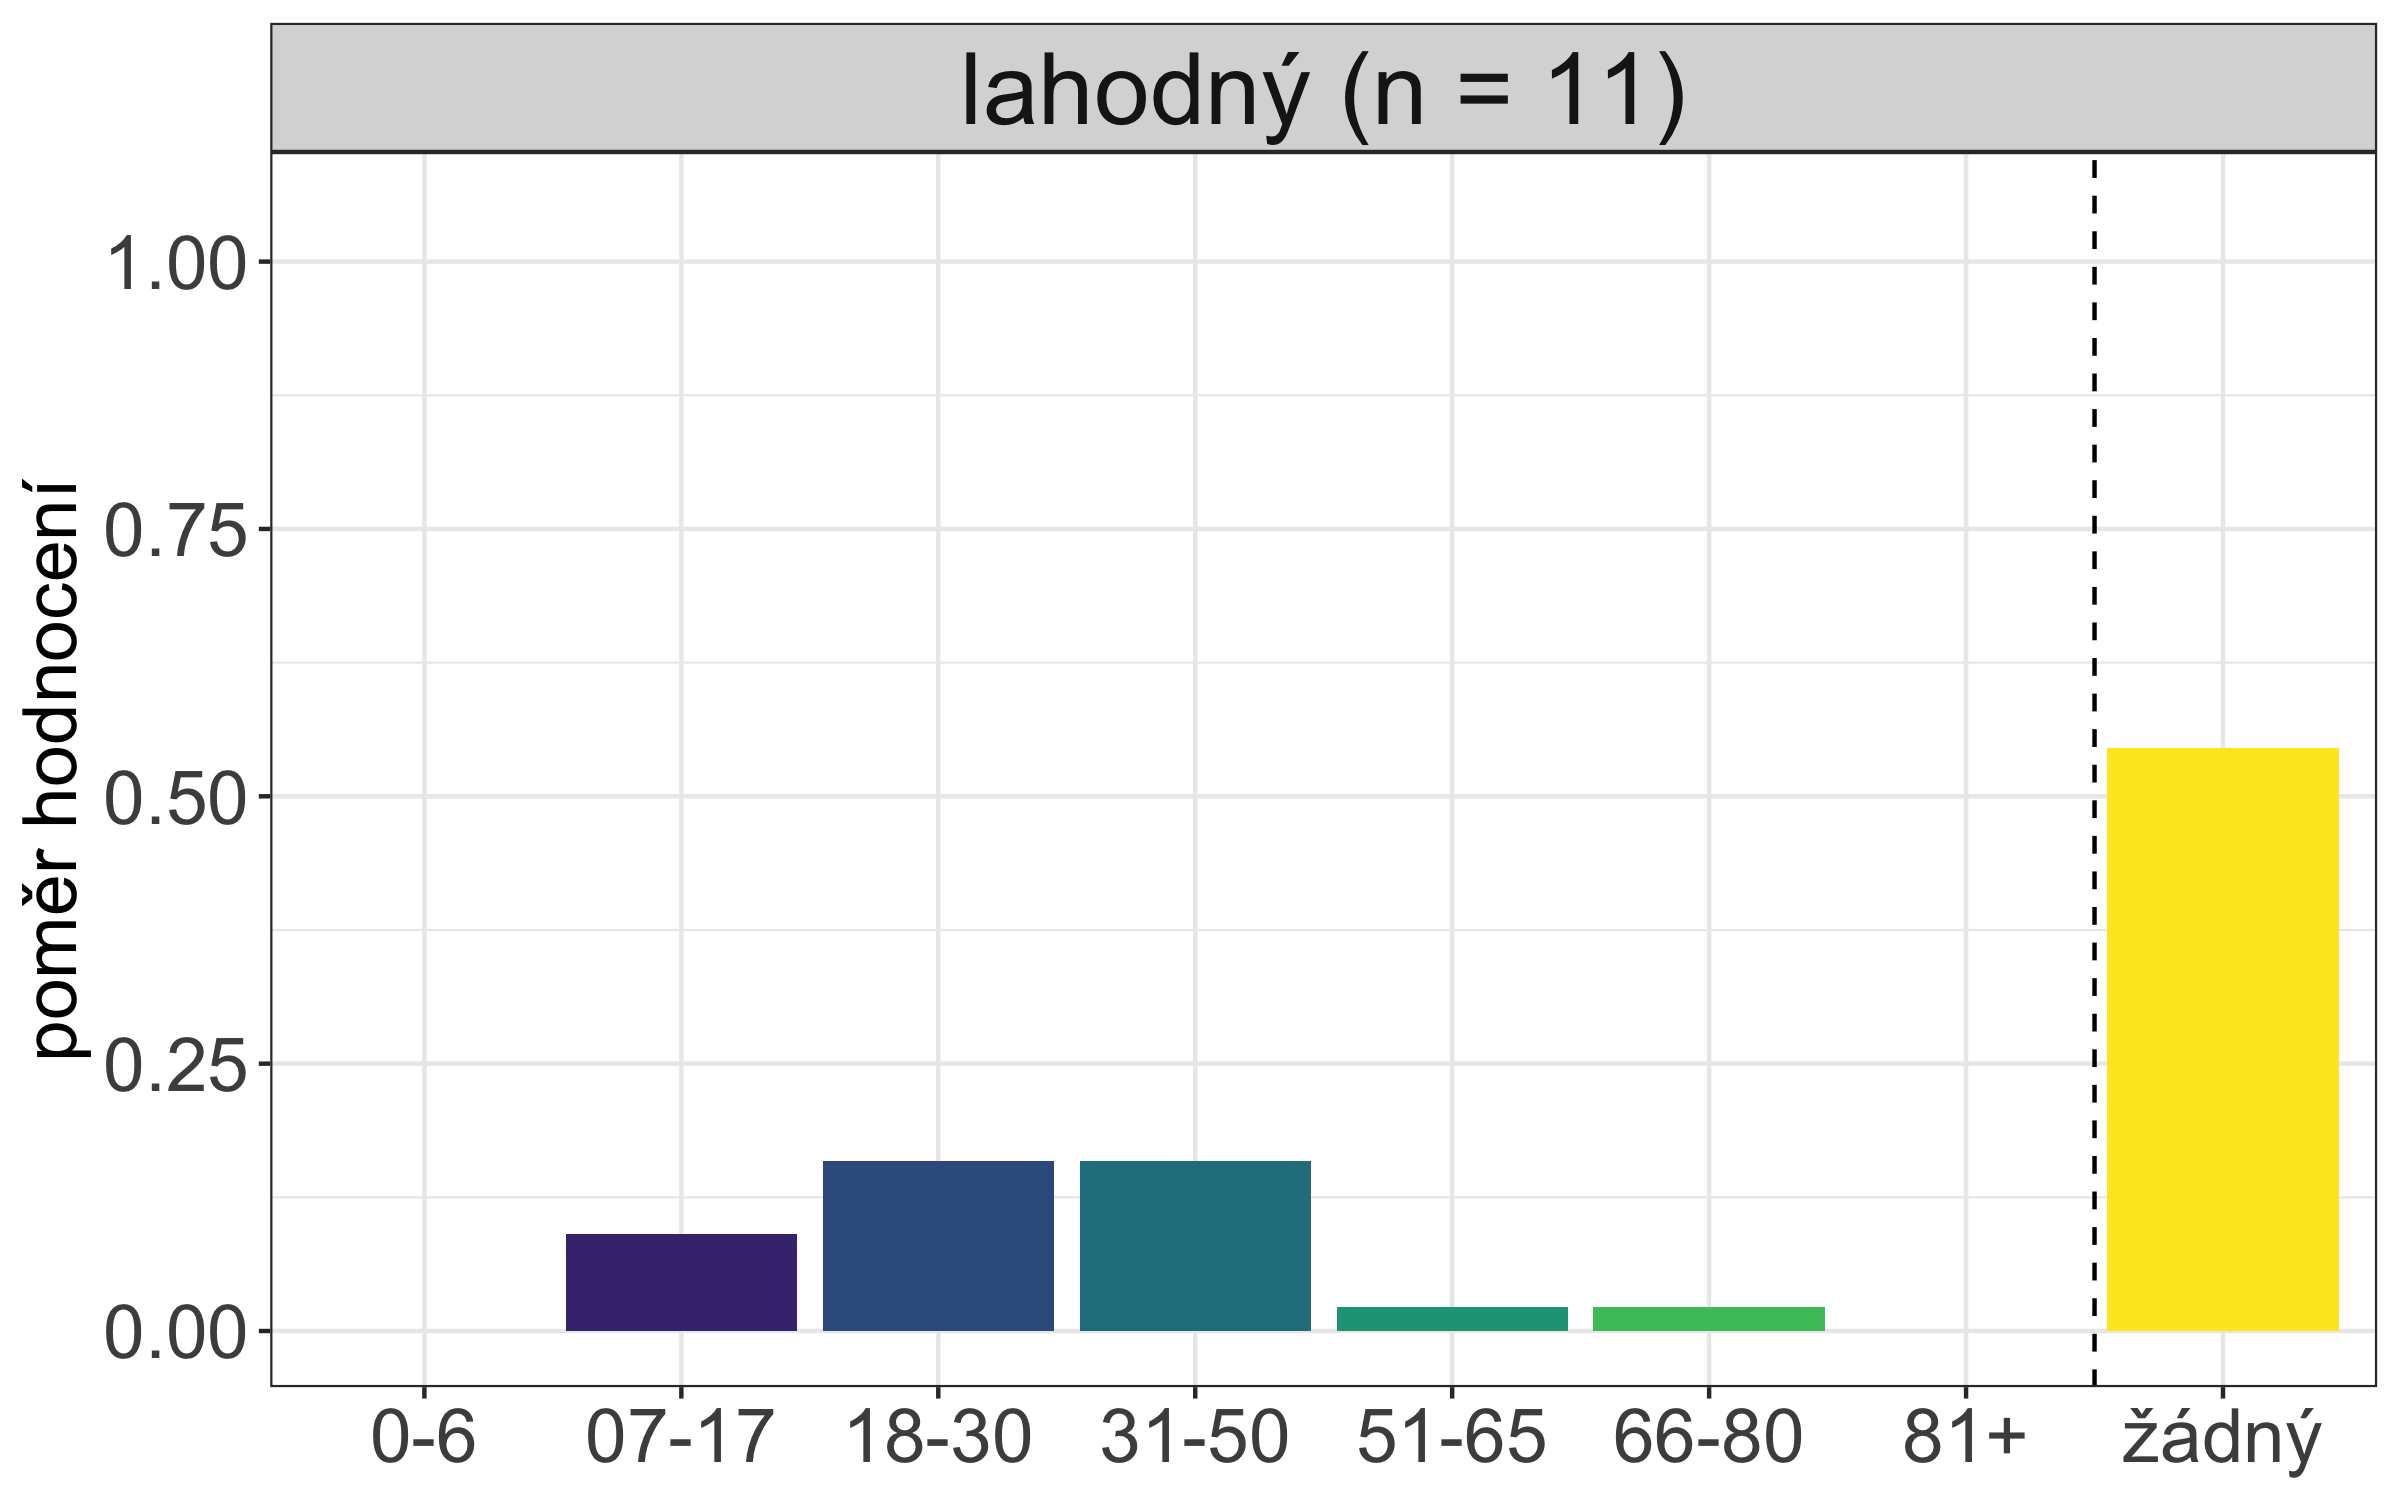 lahodný (n = 11)
poměr hodnocení
1.00
0.75
0.50
0.25
0.00
0-6 07-17 18-30 31-50 51-65 66-80 81+ žádný